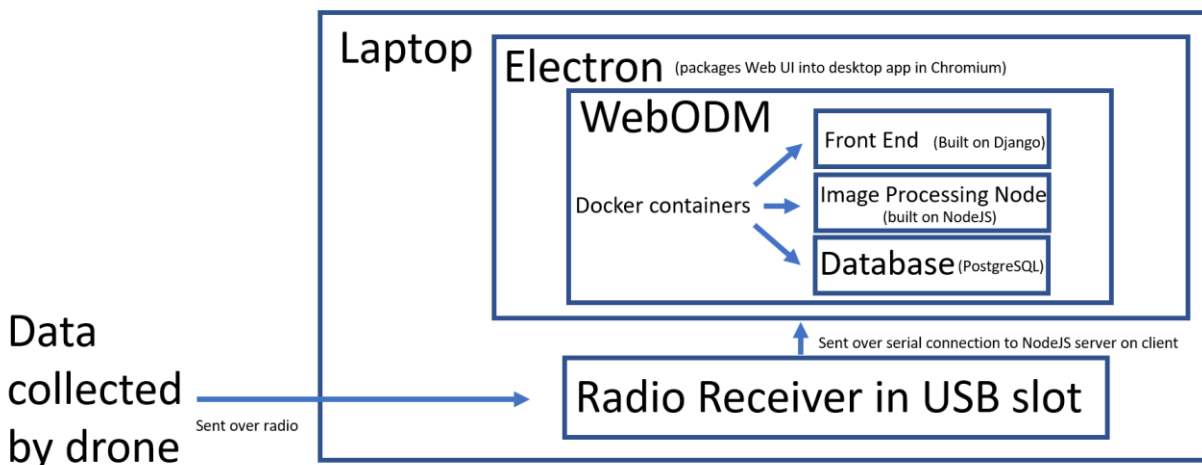 Laptop
Electron (packages Web UI into desktop app in Chromium)
WebODM
Front End (Built on Django)
Docker containers
Image Processing Node
(built on NodeJS)
Database (PostgreSQL)
Sent over serial connection to NodeJS server on client
Radio Receiver in USB slot
Data
collected
by drone
Sent over radio